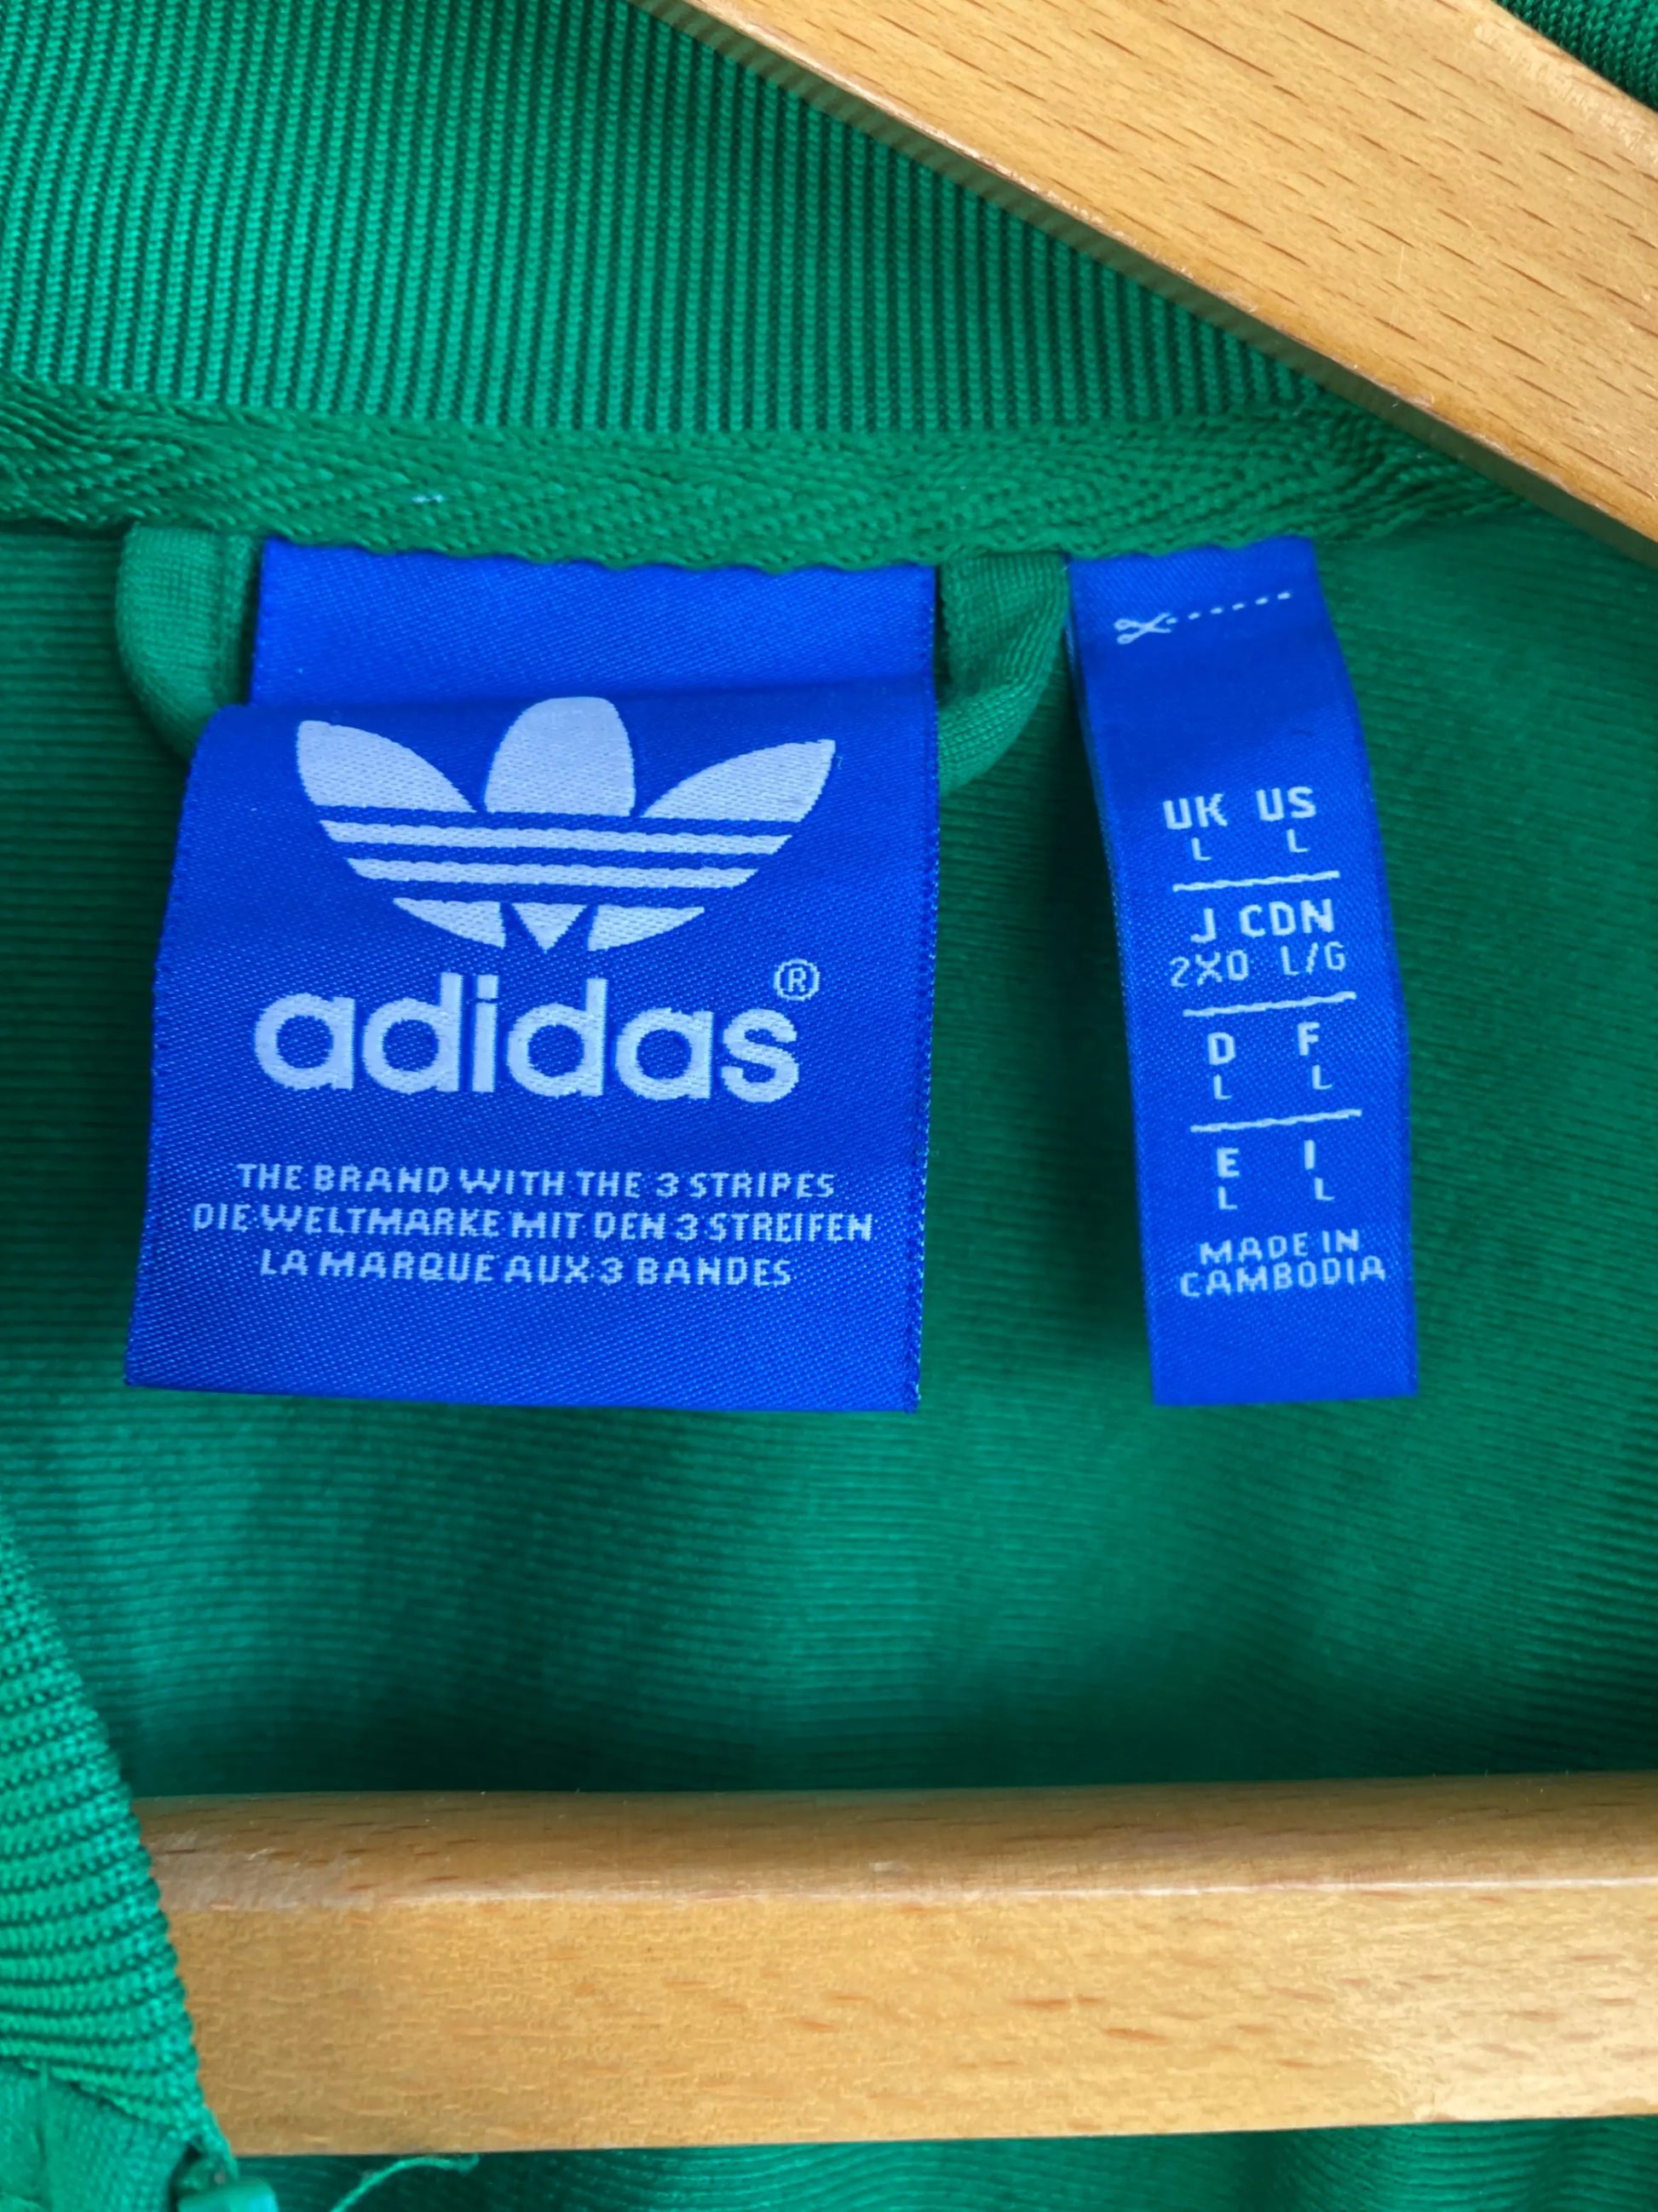 adidas®
THE BRAND WITH THE 3 STRIPES
DIE WELTMARKE MIT DEN 3 STREIFEN
LA MARQUE AUX 3 BANDES
UK US
L L
J CDN
2XO L/G
D F
L L
E I
L L
MADE IN
CAMBODIA